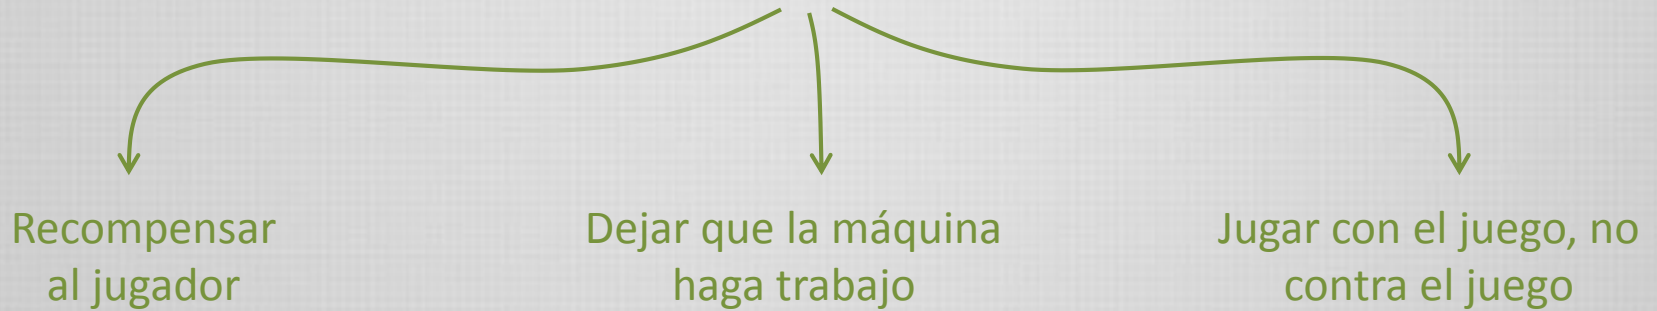 Recompensar
al jugador
Dejar que la máquina
haga trabajo
Jugar con el juego, no
contra el juego